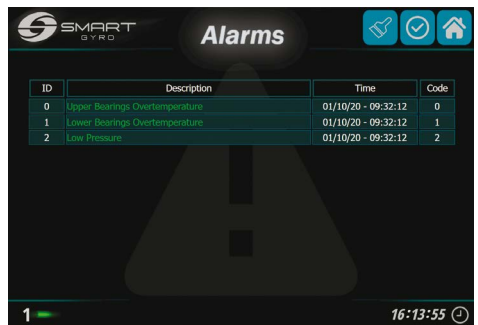 SMART
GYRO
Alarms
ID Description Time Code
0 Upper Bearings Overtemperature 01/10/20 - 09:32:12 0
1 Lower Bearings Overtemperature 01/10/20 - 09:32:12 1
2 Low Pressure 01/10/20 - 09:32:12 2
1 16:13:55